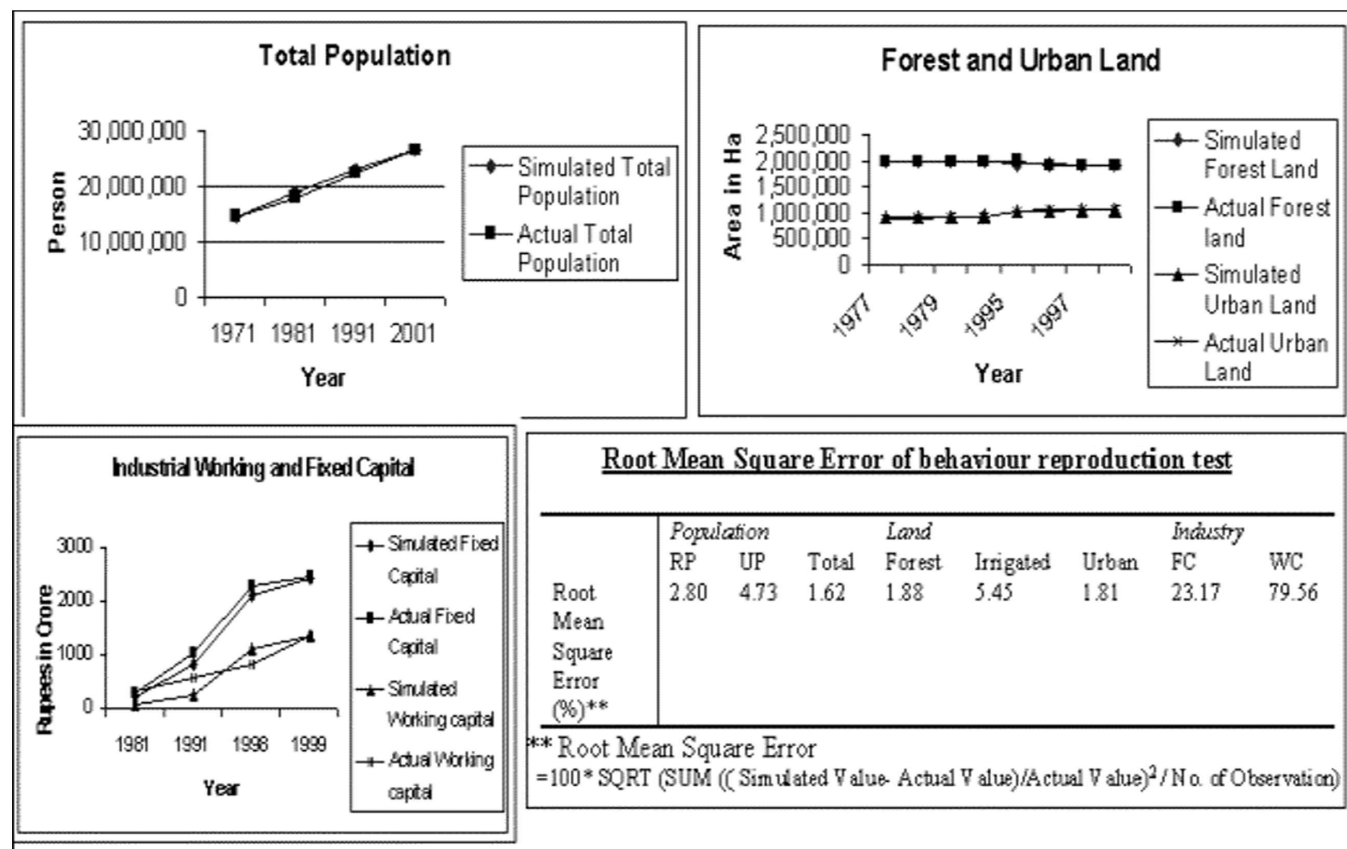 Total Population
30,000,000
20,000,000
10,000,000
0
Person
1971 1981 1991 2001
Year
Simulated Total
Population
Actual Total
Population
Forest and Urban Land
2,500,000
2,000,000
1,500,000
1,000,000
500,000
0
Area in Ha
1977 1979 1995 1997
Year
Simulated
Forest Land
Actual Forest
land
Simulated
Urban Land
Actual Urban
Land
Industrial Working and Fixed Capital
3000
2000
1000
0
Rupees in Crore
1981 1991 1998 1999
Year
Simulated Fixed
Capital
Actual Fixed
Capital
Simulated
Working capital
Actual Working
capital
Root Mean Square Error of behaviour reproduction test
Population Land Industry
RP UP Total Forest Irrigated Urban FC WC
Root 2.80 4.73 1.62 1.88 5.45 1.81 23.17 79.56
Mean
Square
Error
(%)**
** Root Mean Square Error
=100* SQRT (SUM (( Simulated Value- Actual Value)/Actual Value)² / No. of Observation)